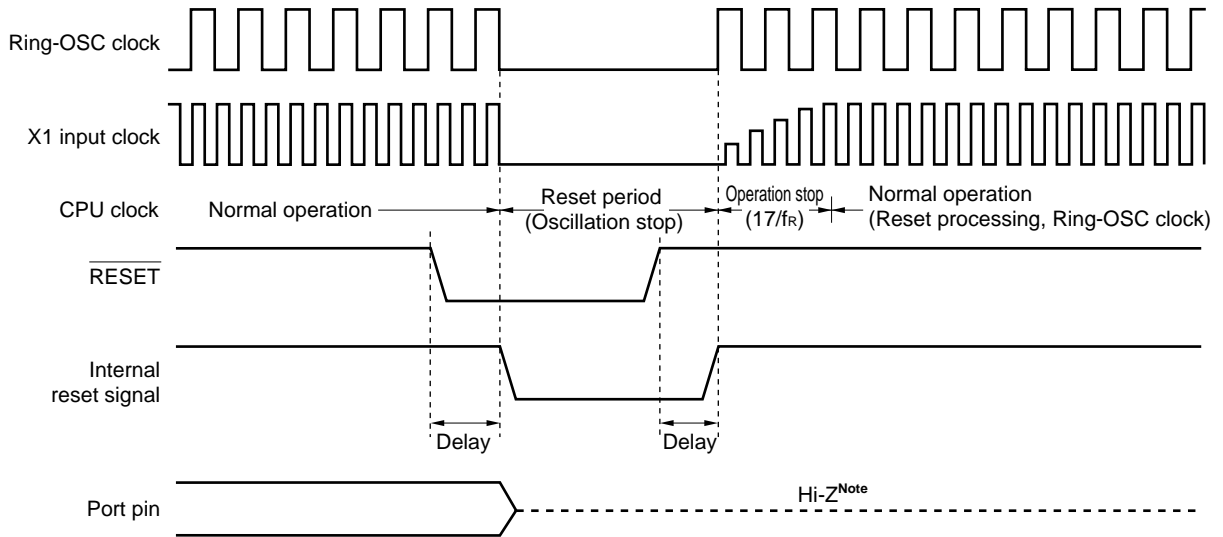 Ring-OSC clock
X1 input clock
CPU clock
Normal operation
Reset period
(Oscillation stop)
Operation stop
(17/fR)
Normal operation
(Reset processing, Ring-OSC clock)
RESET
Internal
reset signal
Delay
Delay
Port pin
Hi-ZNote